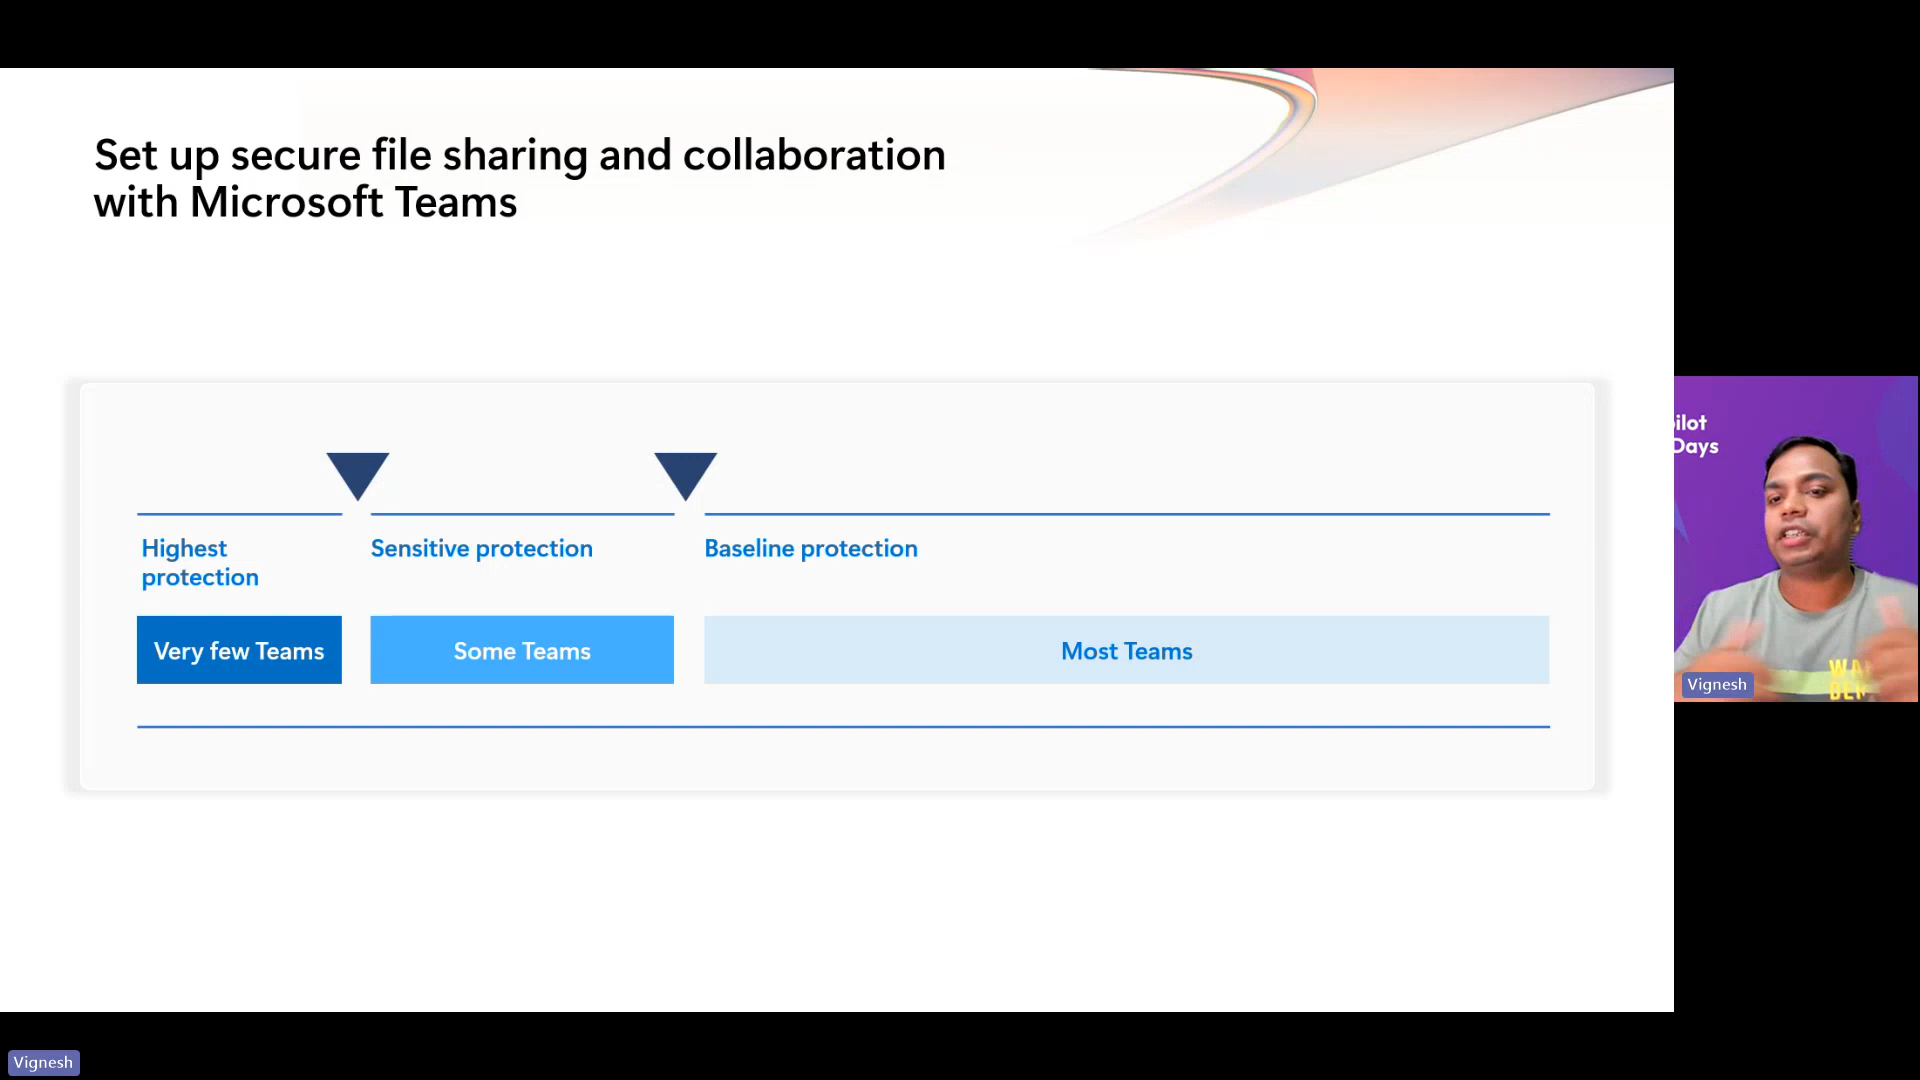 Set up secure file sharing and collaboration
with Microsoft Teams
Highest
protection
Sensitive protection
Baseline protection
Very few Teams
Some Teams
Most Teams
ilot
Days
Vignesh
Vignesh